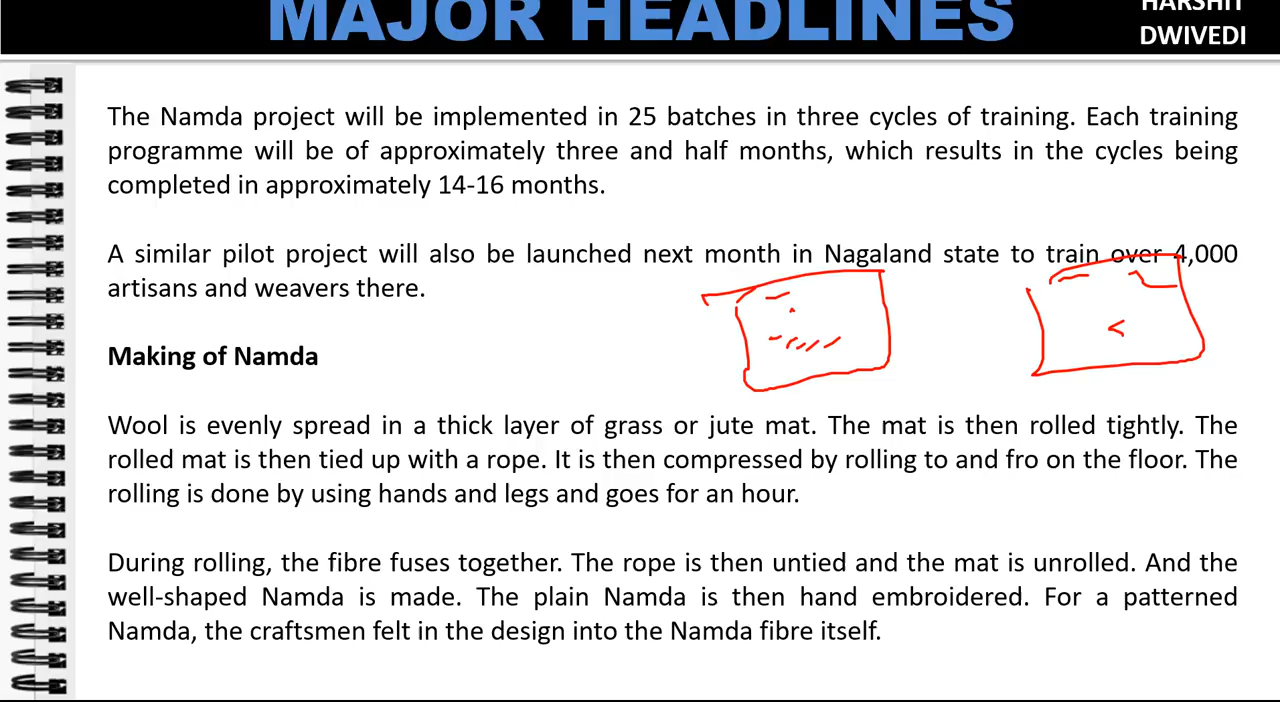 MAJOR HEADLINES
HARSHIT
DWIVEDI
The Namda project will be implemented in 25 batches in three cycles of training. Each training
programme will be of approximately three and half months, which results in the cycles being
completed in approximately 14-16 months.
A similar pilot project will also be launched next month in Nagaland state to train over 4,000
artisans and weavers there.
Making of Namda
Wool is evenly spread in a thick layer of grass or jute mat. The mat is then rolled tightly. The
rolled mat is then tied up with a rope. It is then compressed by rolling to and fro on the floor. The
rolling is done by using hands and legs and goes for an hour.
During rolling, the fibre fuses together. The rope is then untied and the mat is unrolled. And the
well-shaped Namda is made. The plain Namda is then hand embroidered. For a patterned
Namda, the craftsmen felt in the design into the Namda fibre itself.